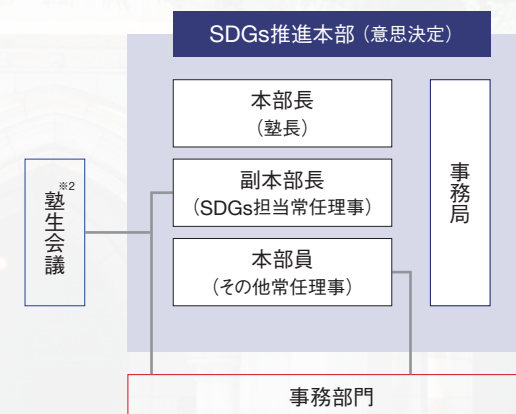 SDGs推進本部（意思決定）
本部長
（塾長）
副本部長
（SDGs担当常任理事）
本部員
（その他常任理事）
事務局
塾生会議※2
事務部門